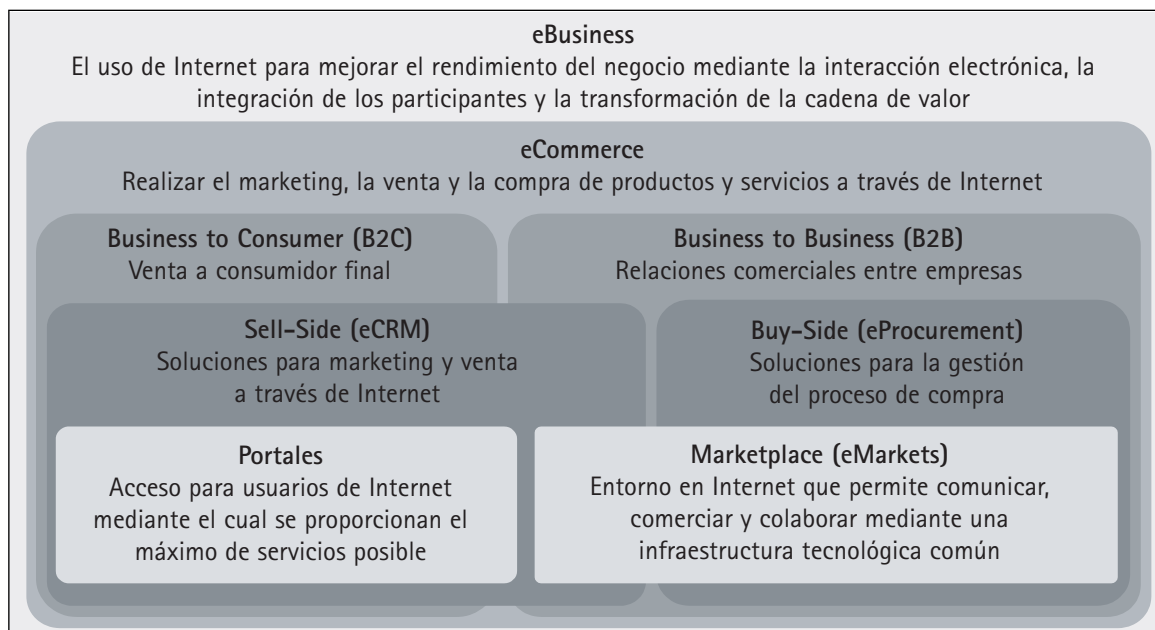 eBusiness
El uso de Internet para mejorar el rendimiento del negocio mediante la interacción electrónica, la
integración de los participantes y la transformación de la cadena de valor
eCommerce
Realizar el marketing, la venta y la compra de productos y servicios a través de Internet
Business to Consumer (B2C)
Venta a consumidor final
Business to Business (B2B)
Relaciones comerciales entre empresas
Sell-Side (eCRM)
Soluciones para marketing y venta
a través de Internet
Buy-Side (eProcurement)
Soluciones para la gestión
del proceso de compra
Portales
Acceso para usuarios de Internet
mediante el cual se proporcionan el
máximo de servicios posible
Marketplace (eMarkets)
Entorno en Internet que permite comunicar,
comerciar y colaborar mediante una
infraestructura tecnológica común